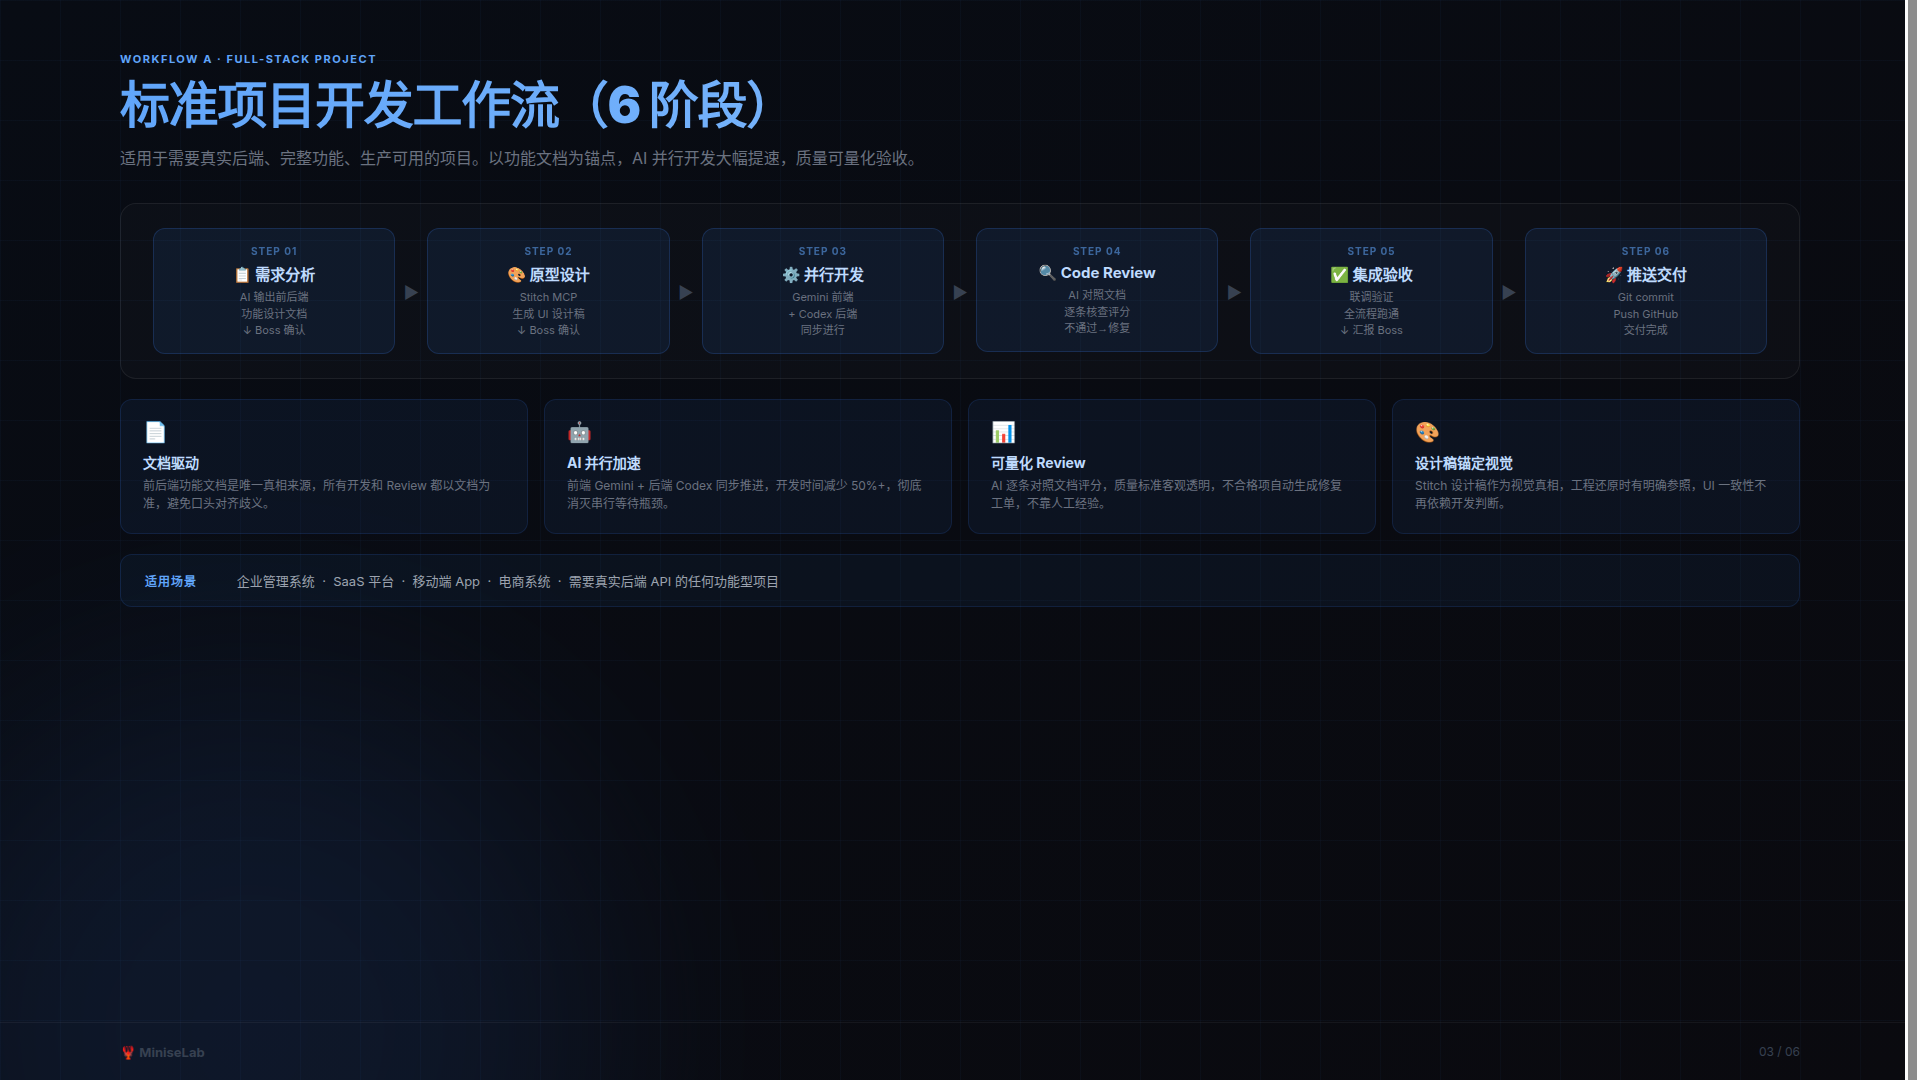 WORKFLOW A · FULL-STACK PROJECT
标准项目开发工作流（6 阶段）
适用于需要真实后端、完整功能、生产可用的项目。以功能文档为锚点，AI 并行开发大幅提速，质量可量化验收。
STEP 01
📋 需求分析
AI 输出前后端
功能设计文档
↓ Boss 确认
▶
STEP 02
🎨 原型设计
Stitch MCP
生成 UI 设计稿
↓ Boss 确认
▶
STEP 03
⚙️ 并行开发
Gemini 前端
+ Codex 后端
同步进行
▶
STEP 04
🔍 Code Review
AI 对照文档
逐条核查评分
不通过→修复
▶
STEP 05
✅ 集成验收
联调验证
全流程跑通
↓ 汇报 Boss
▶
STEP 06
🚀 推送交付
Git commit
Push GitHub
交付完成
📄
文档驱动
前后端功能文档是唯一真相来源，所有开发和 Review 都以文档为
准，避免口头对齐歧义。
🤖
AI 并行加速
前端 Gemini + 后端 Codex 同步推进，开发时间减少 50%+，彻底
消灭串行等待瓶颈。
📊
可量化 Review
AI 逐条对照文档评分，质量标准客观透明，不合格项自动生成修复
工单，不靠人工经验。
🎨
设计稿锚定视觉
Stitch 设计稿作为视觉真相，工程还原时有明确参照，UI 一致性不
再依赖开发判断。
适用场景 企业管理系统 · SaaS 平台 · 移动端 App · 电商系统 · 需要真实后端 API 的任何功能型项目
🦞 MiniseLab
03 / 06